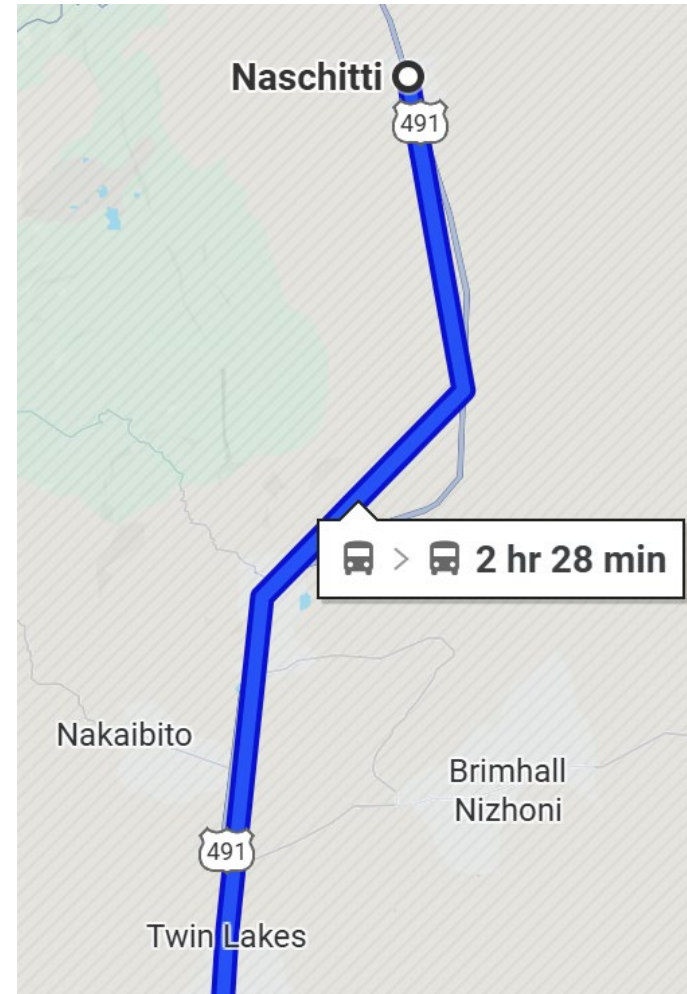 Naschitti
491
2 hr 28 min
Nakaibito
Brimhall
Nizhoni
491
Twin Lakes